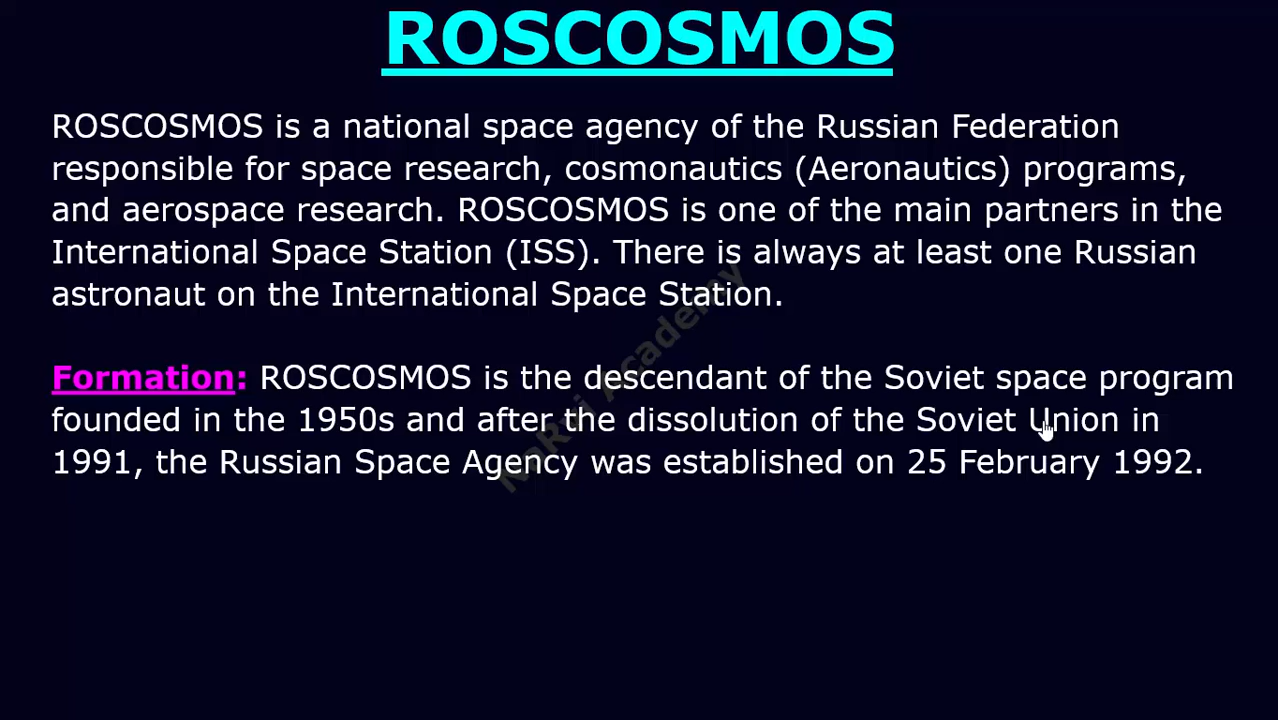 ROSCOSMOS
ROSCOSMOS is a national space agency of the Russian Federation
responsible for space research, cosmonautics (Aeronautics) programs,
and aerospace research. ROSCOSMOS is one of the main partners in the
International Space Station (ISS). There is always at least one Russian
astronaut on the International Space Station.
Formation: ROSCOSMOS is the descendant of the Soviet space program
founded in the 1950s and after the dissolution of the Soviet Union in
1991, the Russian Space Agency was established on 25 February 1992.
Academy